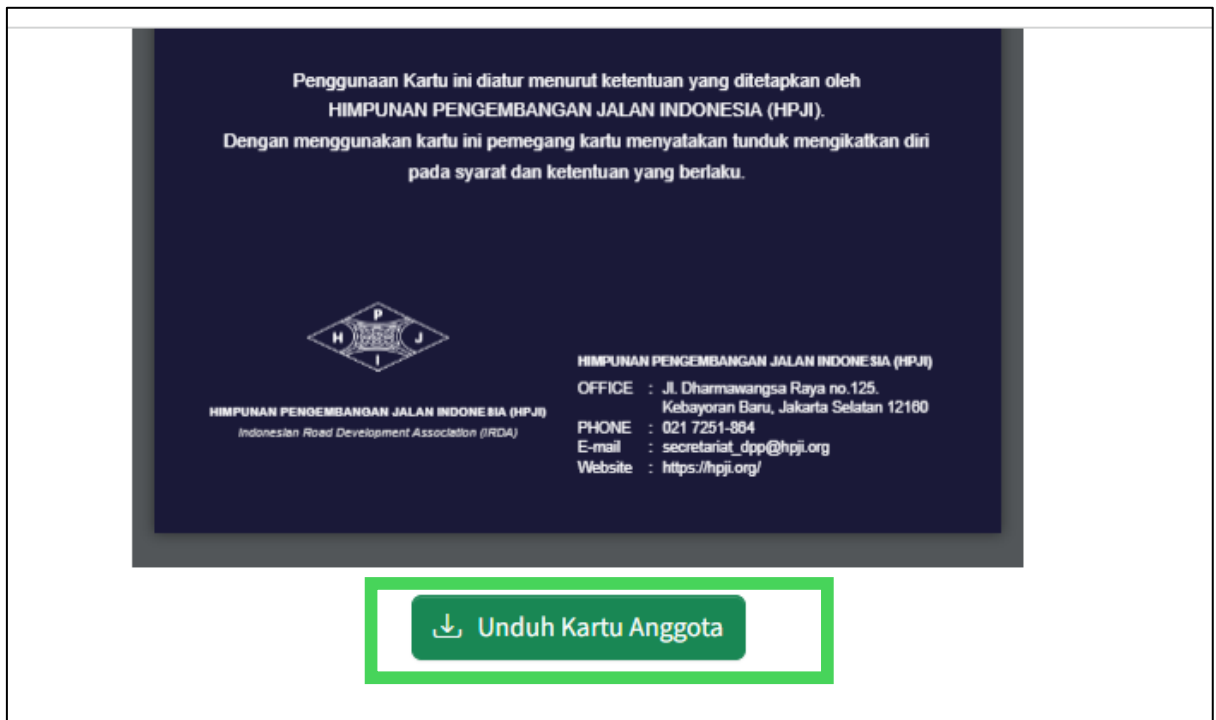 Penggunaan Kartu ini diatur menurut ketentuan yang ditetapkan oleh
HIMPUNAN PENGEMBANGAN JALAN INDONESIA (HPJI).
Dengan menggunakan kartu ini pemegang kartu menyatakan tunduk mengikatkan diri
pada syarat dan ketentuan yang berlaku.
P
H J
I
HIMPUNAN PENGEMBANGAN JALAN INDONESIA (HPJI)
Indonesian Road Development Association (IRDA)
HIMPUNAN PENGEMBANGAN JALAN INDONESIA (HPJI)
OFFICE : Jl. Dharmawangsa Raya no.125.
Kebayoran Baru, Jakarta Selatan 12160
PHONE : 021 7251-864
E-mail : secretariat_dpp@hpji.org
Website : https://hpji.org/
Unduh Kartu Anggota